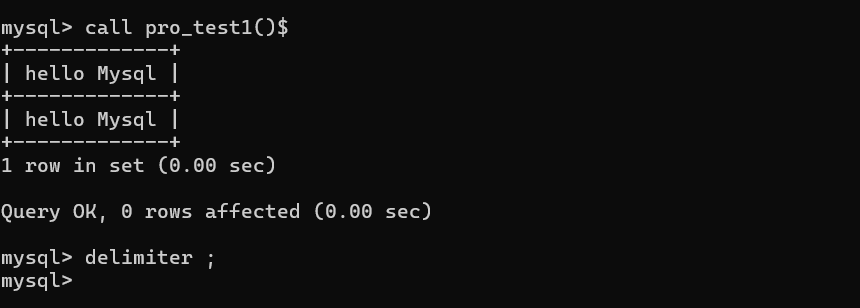 mysql> call pro_test1()$
+-------------+
| hello Mysql |
+-------------+
| hello Mysql |
+-------------+
1 row in set (0.00 sec)
Query OK, 0 rows affected (0.00 sec)
mysql> delimiter ;
mysql>